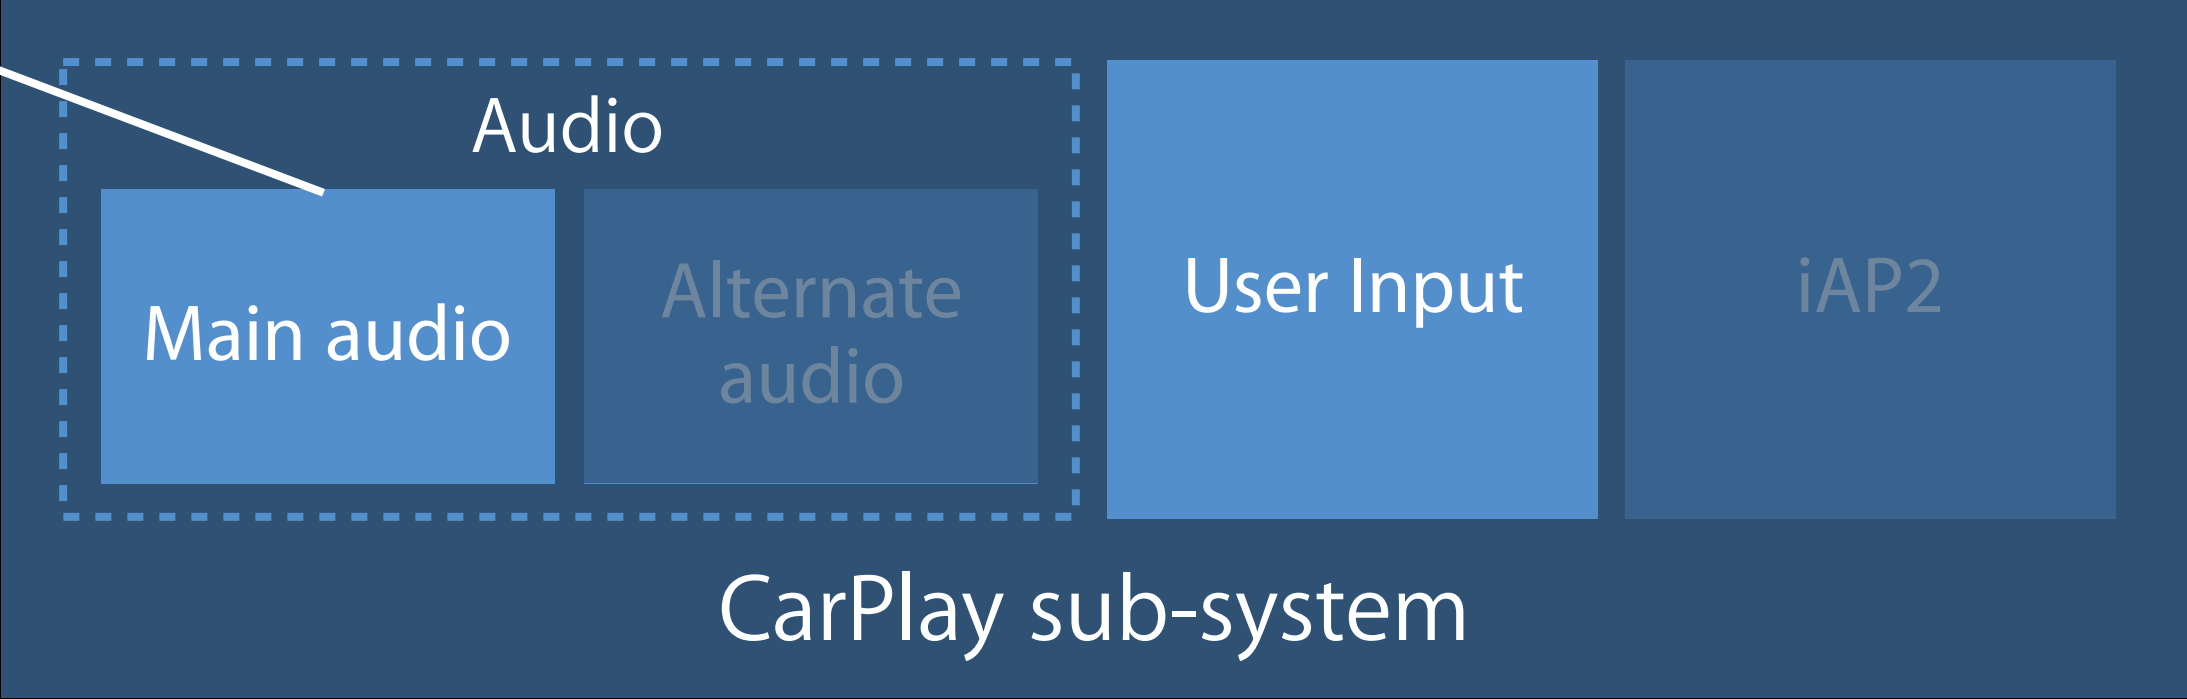 Audio
Main audio
Alternate
audio
User Input
iAP2
CarPlay sub-system